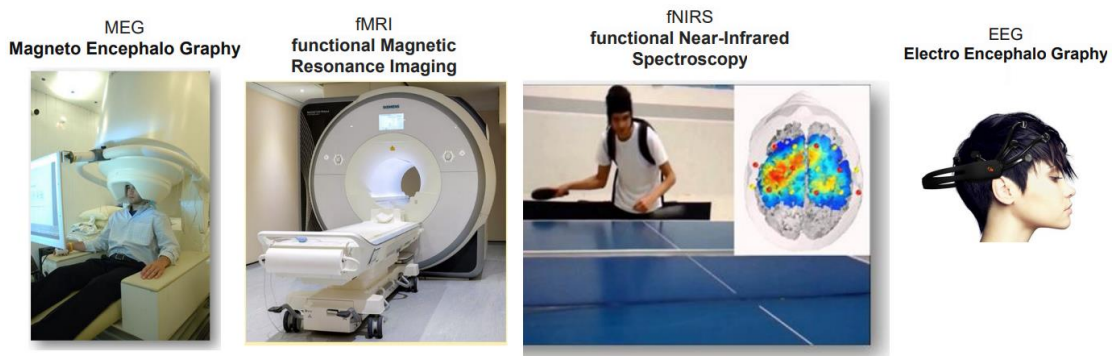 MEG
Magneto Encephalo Graphy
fMRI
functional Magnetic
Resonance Imaging
fNIRS
functional Near-Infrared
Spectroscopy
EEG
Electro Encephalo Graphy
SIEMENS